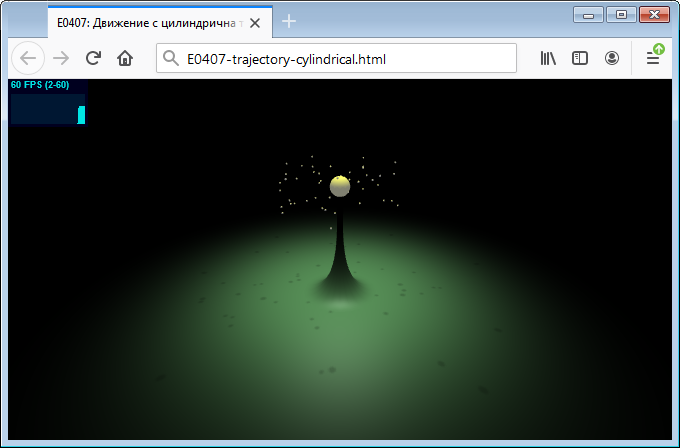 E0407: Движение с цилиндрична
E0407-trajectory-cylindrical.html
60 FPS (2-60)